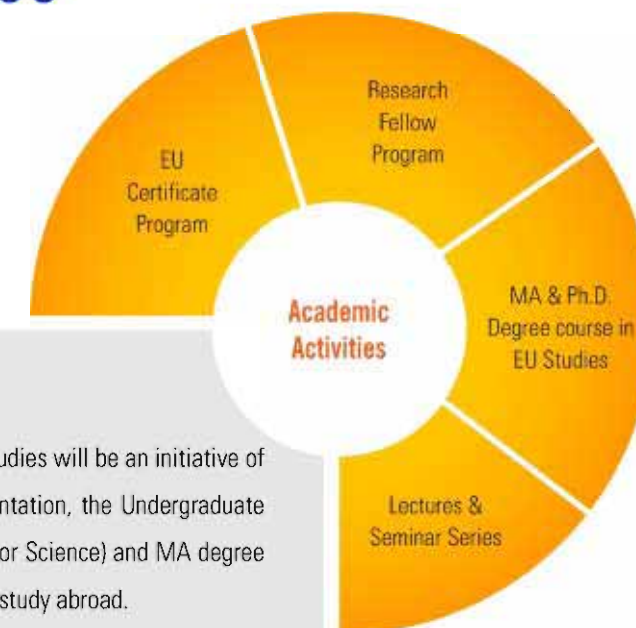 Research
Fellow
Program
EU
Certificate
Program
MA & Ph.D.
Degree course in
EU Studies
Academic
Activities
Lectures &
Seminar Series
udies will be an initiative of
ntation, the Undergraduate
or Science) and MA degree
study abroad.